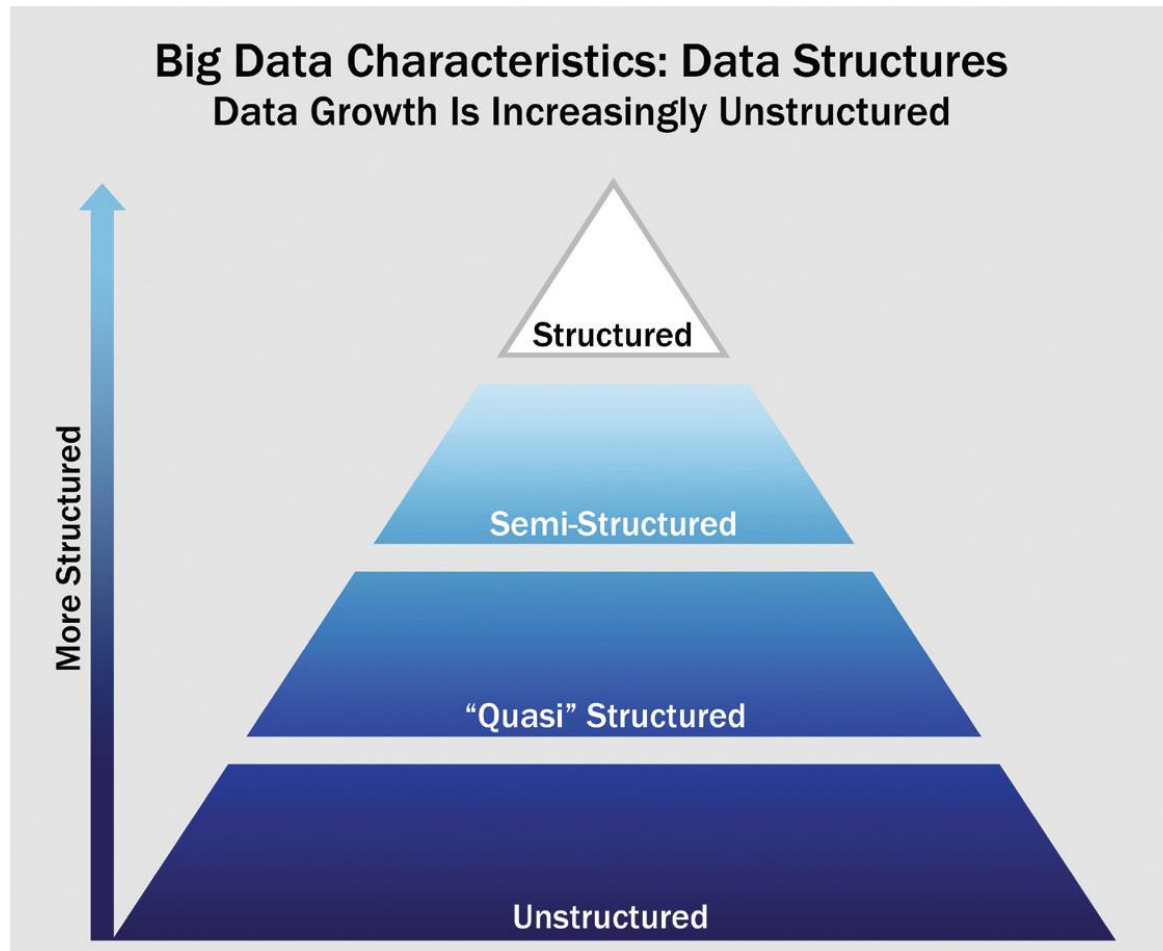 Big Data Characteristics: Data Structures
Data Growth Is Increasingly Unstructured
More Structured
Structured
Semi-Structured
“Quasi” Structured
Unstructured